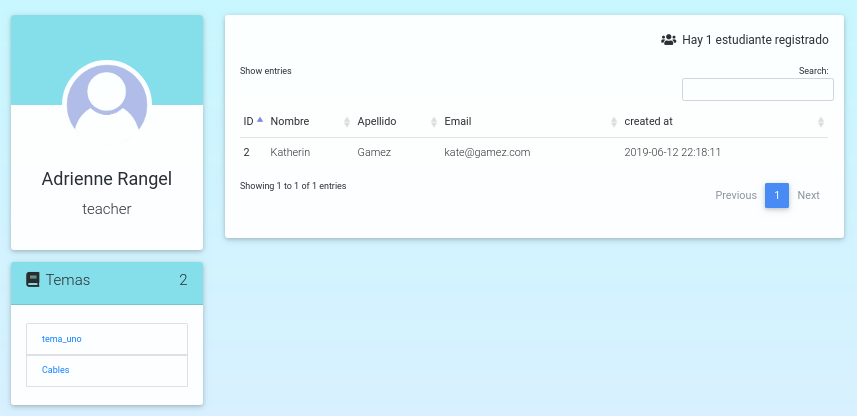 Adrienne Rangel
teacher
Temas 2
tema_uno
Cables
Hay 1 estudiante registrado
Show entries
Search:
ID Nombre Apellido Email created at
2 Katherin Gamez kate@gamez.com 2019-06-12 22:18:11
Showing 1 to 1 of 1 entries
Previous 1 Next